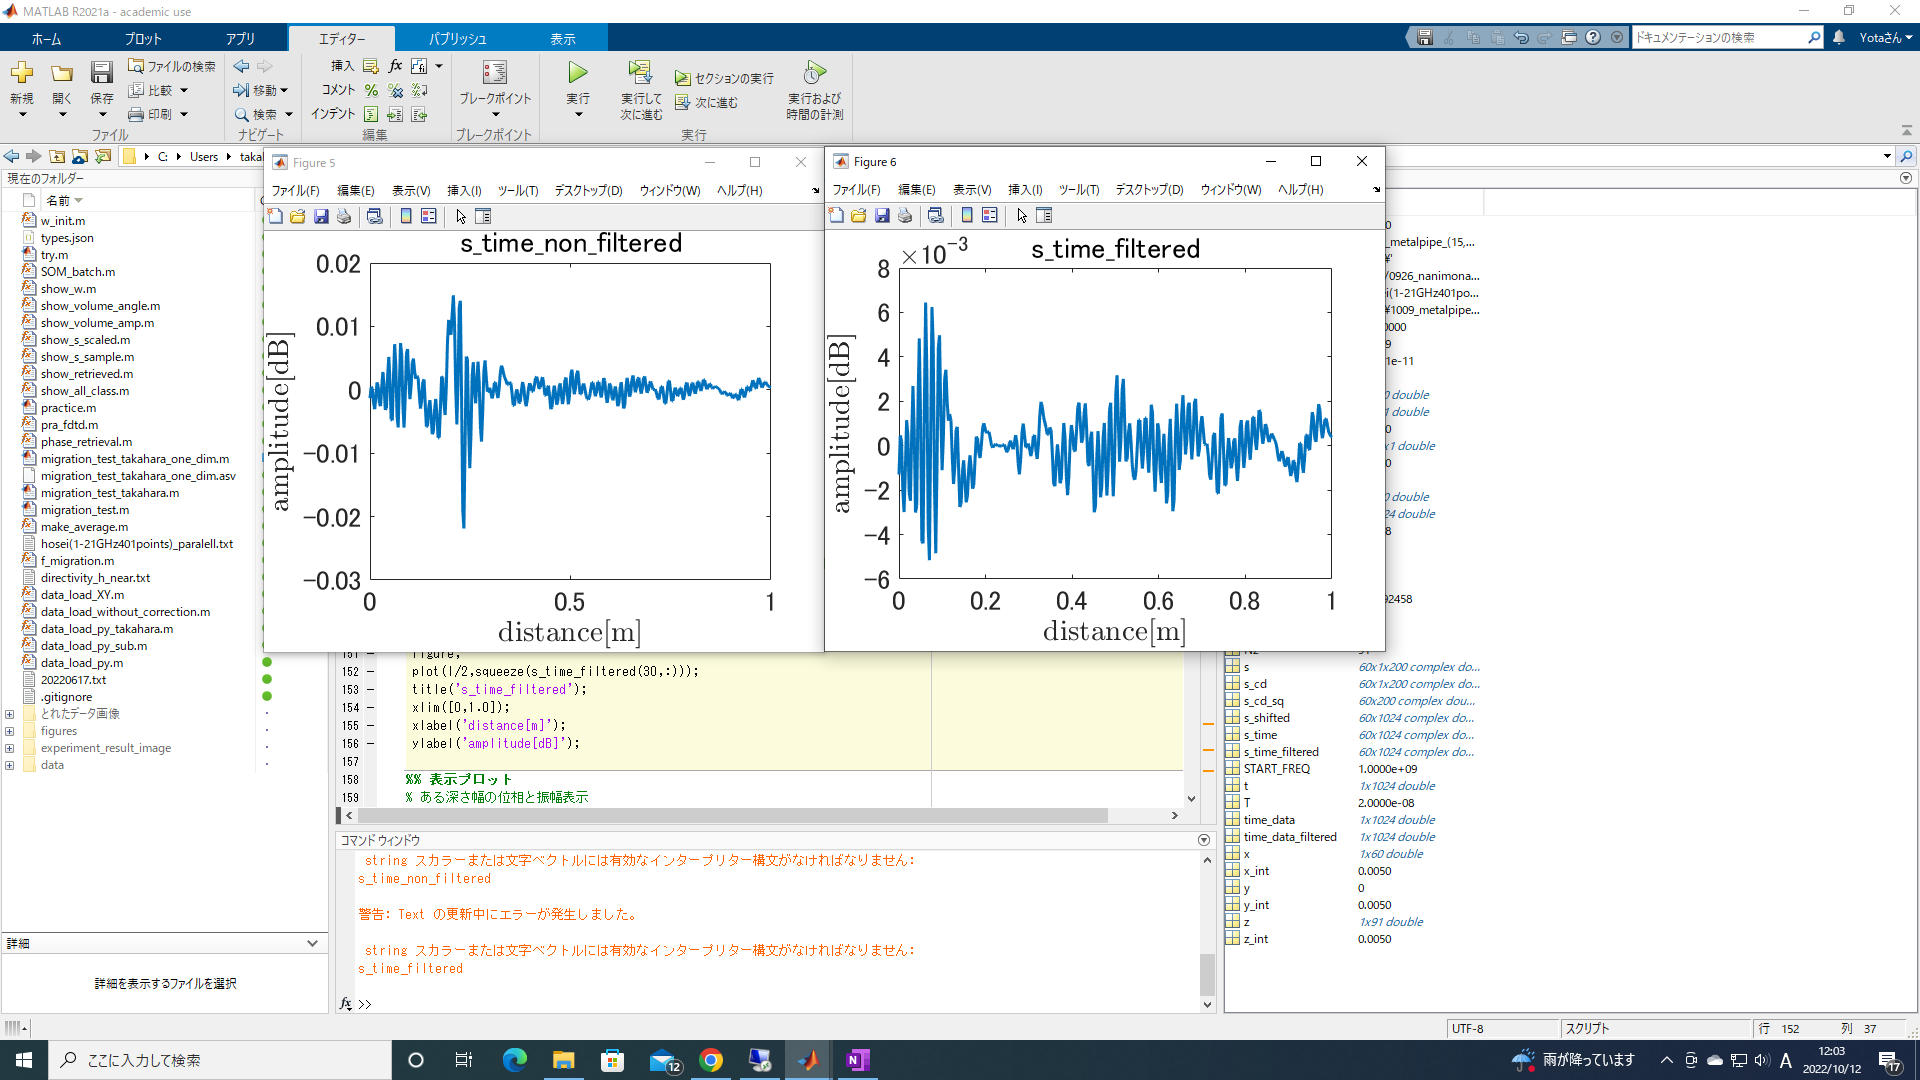 MATLAB R2021a - academic use
ホーム
プロット
アプリ
エディター
パブリッシュ
表示
ドキュメンテーションの検索
Yotaさん
新規
開く
保存
ファイルの検索
比較
印刷
ファイル
移動
検索
ナビゲート
挿入
コメント
インデント
編集
ブレークポイント
ブレークポイント
実行
実行して
次に進む
セクションの実行
次に進む
実行および
時間の計測
実行
C: Users
現在のフォルダー
名前
w_init.m
types.json
try.m
SOM_batch.m
show_w.m
show_volume_angle.m
show_volume_amp.m
show_s_scaled.m
show_s_sample.m
show_retrieved.m
show_all_class.m
practice.m
pra_fdtd.m
phase_retrieval.m
migration_test_takahara_one_dim.m
migration_test_takahara_one_dim.asv
migration_test_takahara.m
migration_test.m
make_average.m
hosei(1-21GHz401points)_paralell.txt
f_migration.m
directivity_h_near.txt
data_load_XY.m
data_load_without_correction.m
data_load_py_takahara.m
data_load_py_sub.m
data_load_py.m
20220617.txt
.gitignore
とれたデータ画像
figures
experiment_result_image
data
詳細
詳細を表示するファイルを選択
Figure 5
ファイル(F) 編集(E) 表示(V) 挿入(I) ツール(T) デスクトップ(D) ウィンドウ(W) ヘルプ(H)
s_time_non_filtered
0.02
0.01
0
-0.01
-0.02
-0.03
amplitude[dB]
0 0.5 1
distance[m]
Figure 6
ファイル(F) 編集(E) 表示(V) 挿入(I) ツール(T) デスクトップ(D) ウィンドウ(W) ヘルプ(H)
×10-3
s_time_filtered
8
6
4
2
0
-2
-4
-6
amplitude[dB]
0 0.2 0.4 0.6 0.8 1
distance[m]
151 figure;
152 plot(l/2,squeeze(s_time_filtered(30,:)));
153 title('s_time_filtered');
154 xlim([0,1.0]);
155 xlabel('distance[m]');
156 ylabel('amplitude[dB]');
157
158 %% 表示プロット
159 % ある深さ幅の位相と振幅表示
コマンド ウィンドウ
string スカラーまたは文字ベクトルには有効なインタープリター構文がなければなりません:
s_time_non_filtered
警告: Text の更新中にエラーが発生しました。
string スカラーまたは文字ベクトルには有効なインタープリター構文がなければなりません:
s_time_filtered
fx >>
_metalpipe_(15,...
/0926_nanimona...
i(1-21GHz401po...
¥1009_metalpipe...
0000
9
1e-11
0 double
1 double
0
x1 double
0
0 double
24 double
8
92458
s 60x1x200 complex do...
s_cd 60x1x200 complex do...
s_cd_sq 60x200 complex dou...
s_shifted 60x1024 complex do...
s_time 60x1024 complex do...
s_time_filtered 60x1024 complex do...
START_FREQ 1.0000e+09
t 1x1024 double
T 2.0000e-08
time_data 1x1024 double
time_data_filtered 1x1024 double
x 1x60 double
x_int 0.0050
y 0
y_int 0.0050
z 1x91 double
z_int 0.0050
UTF-8
スクリプト
行 152 列 37
ここに入力して検索
12
雨が降っています
A
12:03
2022/10/12
17